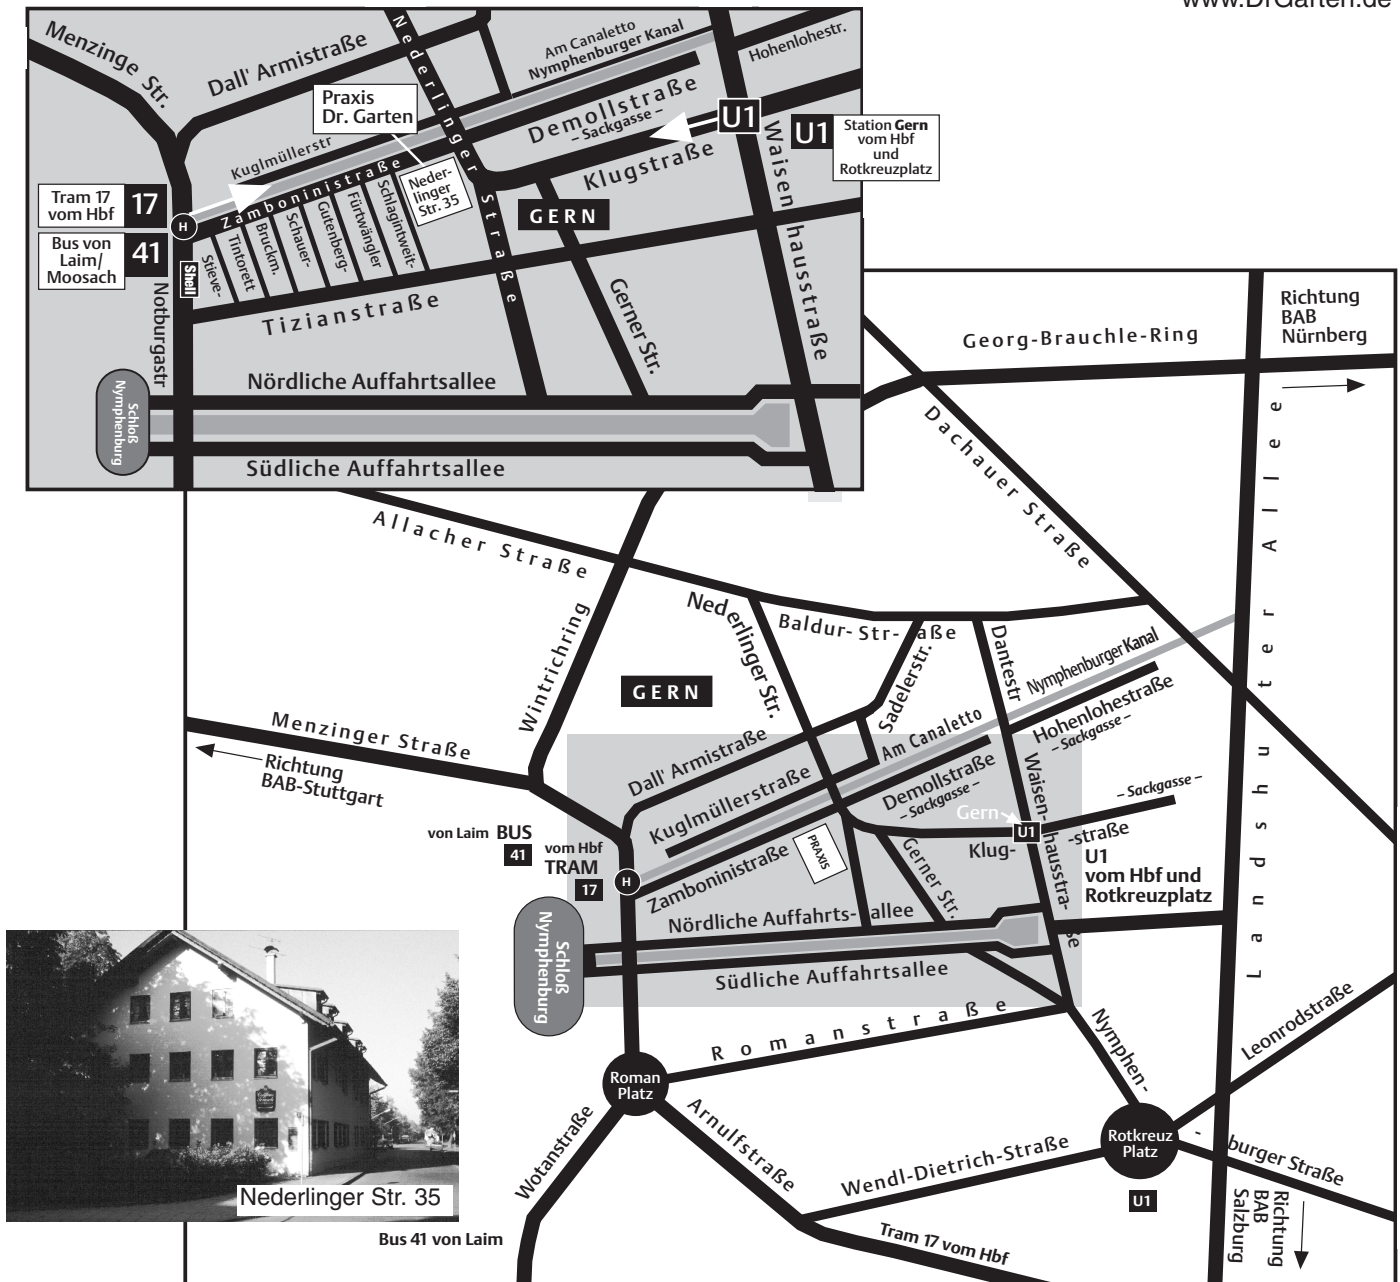 www.DrGarten.de
Menzinge Str.
Dall' Armistraße
Nederlinger Straße
Am Canaletto
Nymphenburger Kanal
Hohenlohestr.
Praxis
Dr. Garten
Demollstraße
– Sackgasse –
U1
U1
Station Gern
vom Hbf
und
Rotkreuzplatz
Kuglmüllerstr
Zamboninistraße
Neder-
linger
Str. 35
Klugstraße
Waisenhausstraße
GERN
Tram 17
vom Hbf
17
H
Bus von
Laim/
Moosach
41
Shell
Stieve-
Tintorett
Bruckm.
Schauer-
Gutenberg-
Fürtwängler
Schlagintweit-
Notburgastr
Tizianstraße
Gerner Str.
Nördliche Auffahrtsallee
Schloß
Nymphenburg
Südliche Auffahrtsallee
Richtung
BAB
Nürnberg
Georg-Brauchle-Ring
Dachauer Straße
Landshuter Allee
Allacher Straße
Wintrichring
Nederlinger Str.
Baldur-Str-aße
Sadelerstr.
Dantestr
Nymphenburger Kanal
GERN
Menzinger Straße
Richtung
BAB-Stuttgart
Dall' Armistraße
Kuglmüllerstraße
Am Canaletto
Demollstraße
– Sackgasse –
Hohenlohestraße
– Sackgasse –
Waisen-hausstra-ße
– Sackgasse –
Gern
U1
Klug-
-straße
U1
vom Hbf und
Rotkreuzplatz
von Laim BUS
41
vom Hbf
TRAM
17
H
Zamboninistraße
PRAXIS
Gerner Str.
Nördliche Auffahrts-allee
Schloß
Nymphenburg
Südliche Auffahrtsallee
Romanstraße
Nymphen-
Leonrodstraße
Roman
Platz
Wotanstraße
Arnulfstraße
Wendl-Dietrich-Straße
Rotkreuz
Platz
U1
- burger Straße
Richtung
BAB
Salzburg
Nederlinger Str. 35
Bus 41 von Laim
Tram 17 vom Hbf